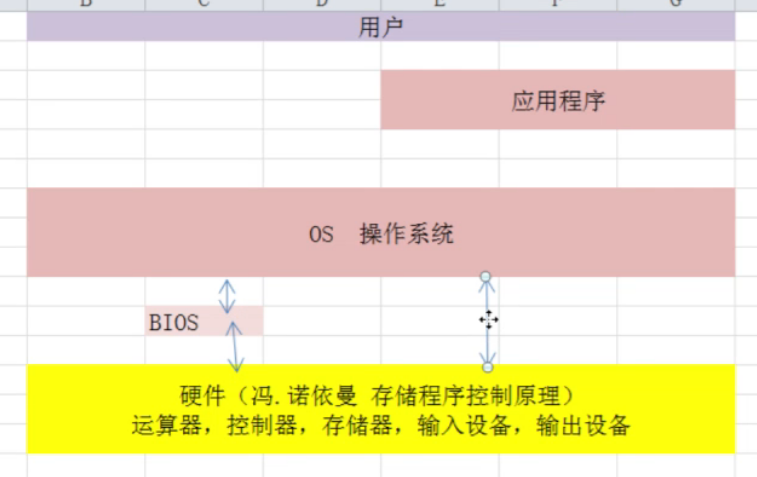 B C D E F G
用户
应用程序
OS 操作系统
BIOS
硬件（冯.诺依曼 存储程序控制原理）
运算器，控制器，存储器，输入设备，输出设备